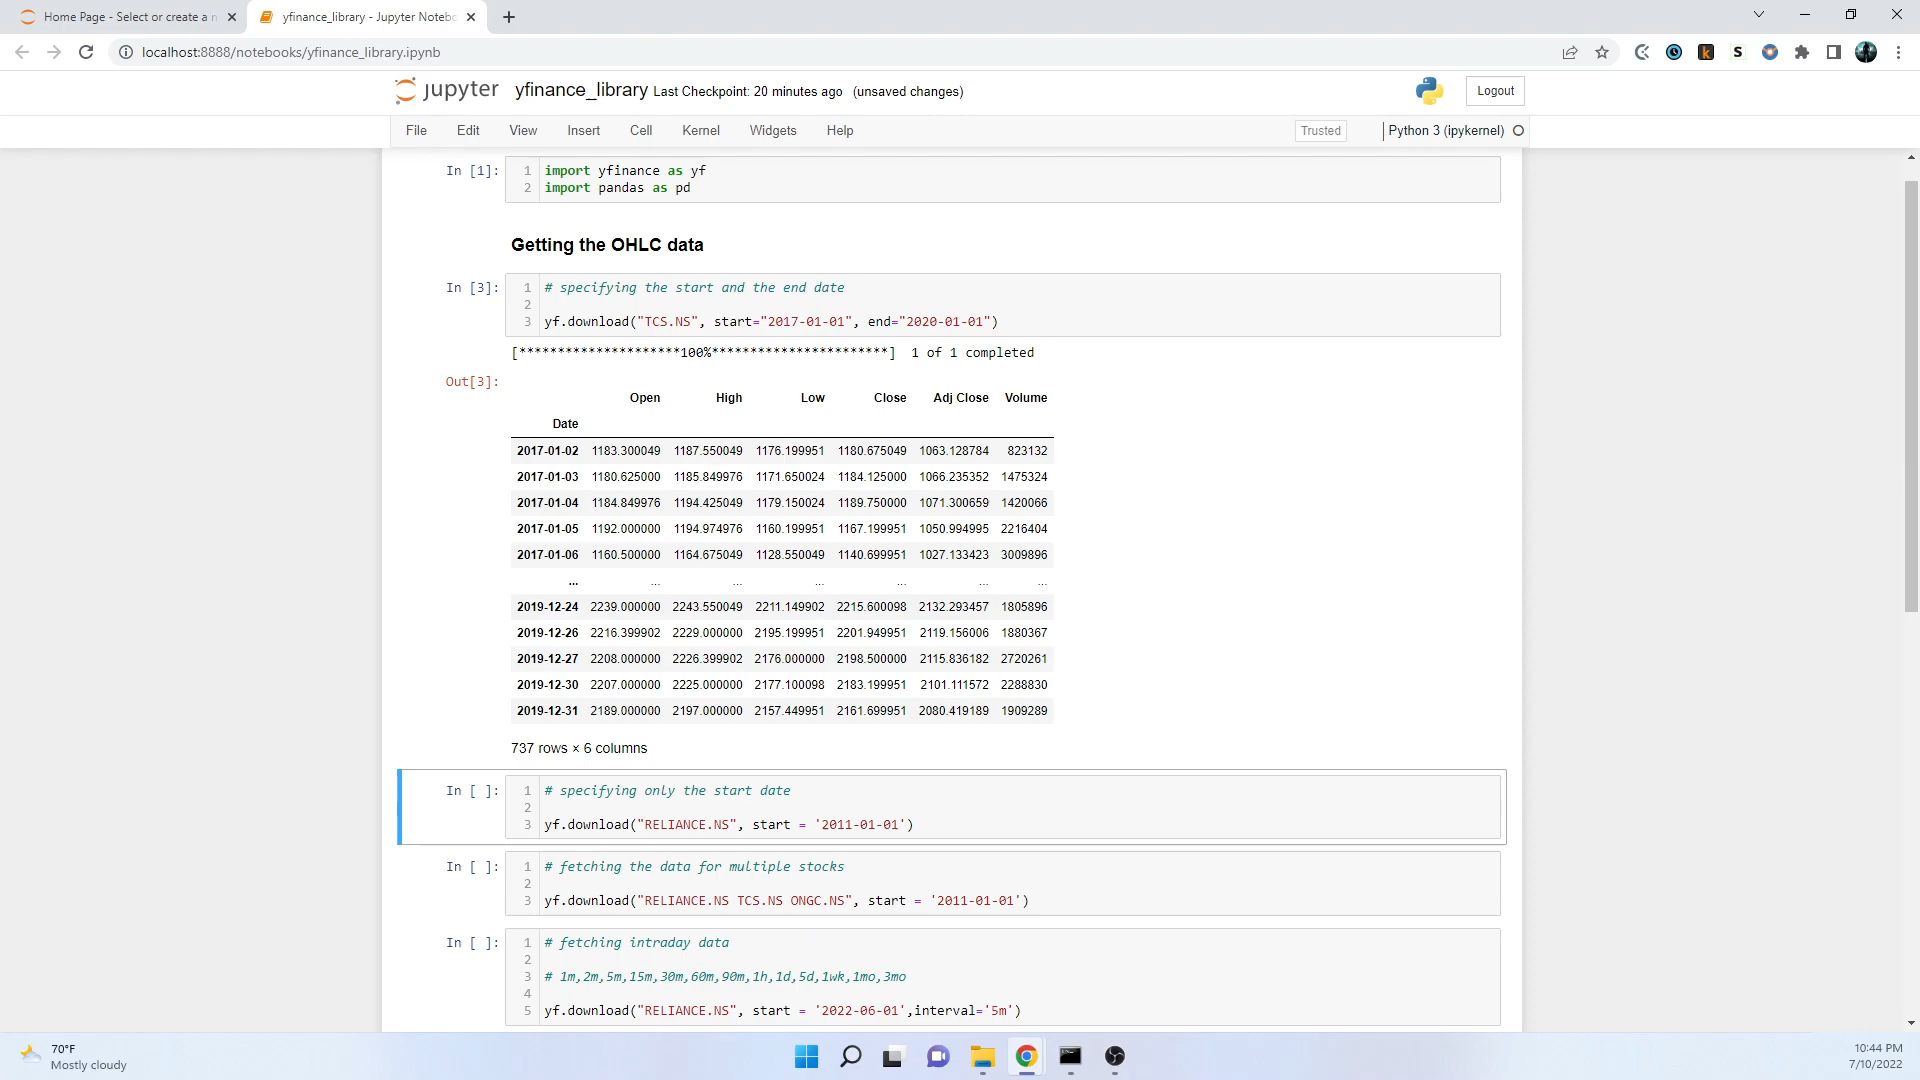 Home Page - Select or create a n
yfinance_library - Jupyter Notebo
localhost:8888/notebooks/yfinance_library.ipynb
jupyter yfinance_library Last Checkpoint: 20 minutes ago (unsaved changes)
Logout
File Edit View Insert Cell Kernel Widgets Help
Trusted
Python 3 (ipykernel)
In [1]:
1 import yfinance as yf
2 import pandas as pd
Getting the OHLC data
In [3]:
1 # specifying the start and the end date
2
3 yf.download("TCS.NS", start="2017-01-01", end="2020-01-01")
[*********************100%***********************] 1 of 1 completed
Out[3]:
Open High Low Close Adj Close Volume
Date
2017-01-02 1183.300049 1187.550049 1176.199951 1180.675049 1063.128784 823132
2017-01-03 1180.625000 1185.849976 1171.650024 1184.125000 1066.235352 1475324
2017-01-04 1184.849976 1194.425049 1179.150024 1189.750000 1071.300659 1420066
2017-01-05 1192.000000 1194.974976 1160.199951 1167.199951 1050.994995 2216404
2017-01-06 1160.500000 1164.675049 1128.550049 1140.699951 1027.133423 3009896
... ... ... ... ... ... ...
2019-12-24 2239.000000 2243.550049 2211.149902 2215.600098 2132.293457 1805896
2019-12-26 2216.399902 2229.000000 2195.199951 2201.949951 2119.156006 1880367
2019-12-27 2208.000000 2226.399902 2176.000000 2198.500000 2115.836182 2720261
2019-12-30 2207.000000 2225.000000 2177.100098 2183.199951 2101.111572 2288830
2019-12-31 2189.000000 2197.000000 2157.449951 2161.699951 2080.419189 1909289
737 rows × 6 columns
In [ ]:
1 # specifying only the start date
2
3 yf.download("RELIANCE.NS", start = '2011-01-01')
In [ ]:
1 # fetching the data for multiple stocks
2
3 yf.download("RELIANCE.NS TCS.NS ONGC.NS", start = '2011-01-01')
In [ ]:
1 # fetching intraday data
2
3 # 1m,2m,5m,15m,30m,60m,90m,1h,1d,5d,1wk,1mo,3mo
4
5 yf.download("RELIANCE.NS", start = '2022-06-01',interval='5m')
70°F
Mostly cloudy
10:44 PM
7/10/2022